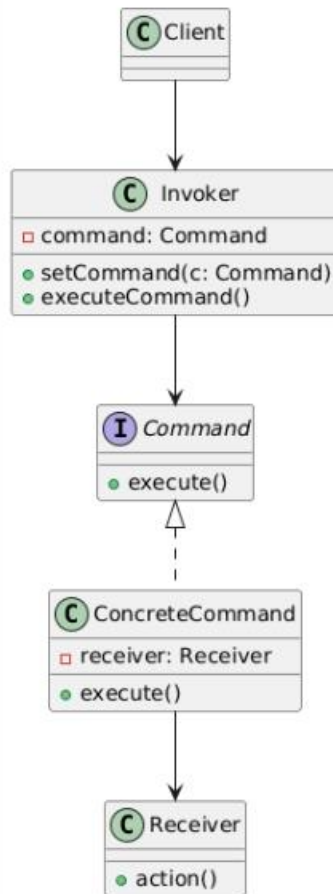 C Client
C Invoker
command: Command
setCommand(c: Command)
executeCommand()
I Command
execute()
C ConcreteCommand
receiver: Receiver
execute()
C Receiver
action()